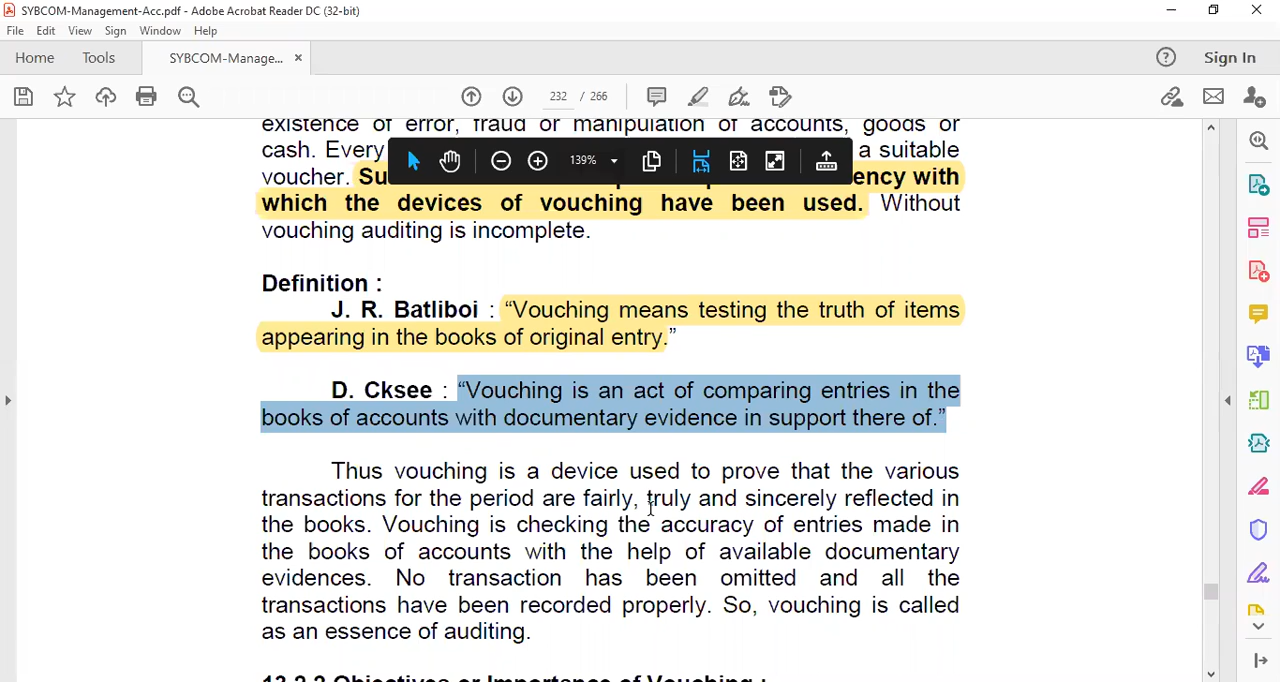 SYBCOM-Management-Acc.pdf - Adobe Acrobat Reader DC (32-bit)
File Edit View Sign Window Help
Home Tools SYBCOM-Manage... × Sign In
232 / 266
existence of error, fraud or manipulation of accounts, goods or
cash. Every a suitable
139%
voucher. with
which the devices of vouching have been used. Without
vouching auditing is incomplete.
Definition :
J. R. Batliboi : “Vouching means testing the truth of items
appearing in the books of original entry.”
D. Cksee : “Vouching is an act of comparing entries in the
books of accounts with documentary evidence in support there of.”
Thus vouching is a device used to prove that the various
transactions for the period are fairly, truly and sincerely reflected in
the books. Vouching is checking the accuracy of entries made in
the books of accounts with the help of available documentary
evidences. No transaction has been omitted and all the
transactions have been recorded properly. So, vouching is called
as an essence of auditing.
13.2.2 Objectives or Importance of Vouching :